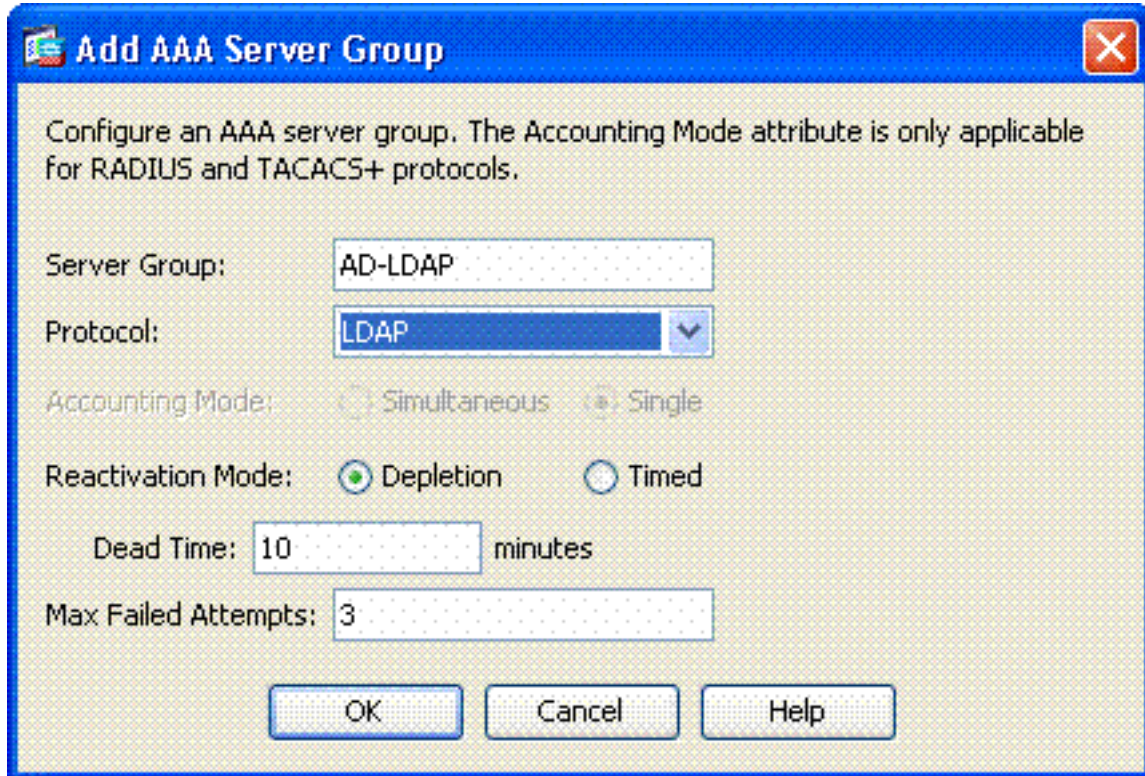 Add AAA Server Group
Configure an AAA server group. The Accounting Mode attribute is only applicable
for RADIUS and TACACS+ protocols.
Server Group: AD-LDAP
Protocol: LDAP
Accounting Mode: Simultaneous Single
Reactivation Mode: Depletion Timed
Dead Time: 10 minutes
Max Failed Attempts: 3
OK Cancel Help